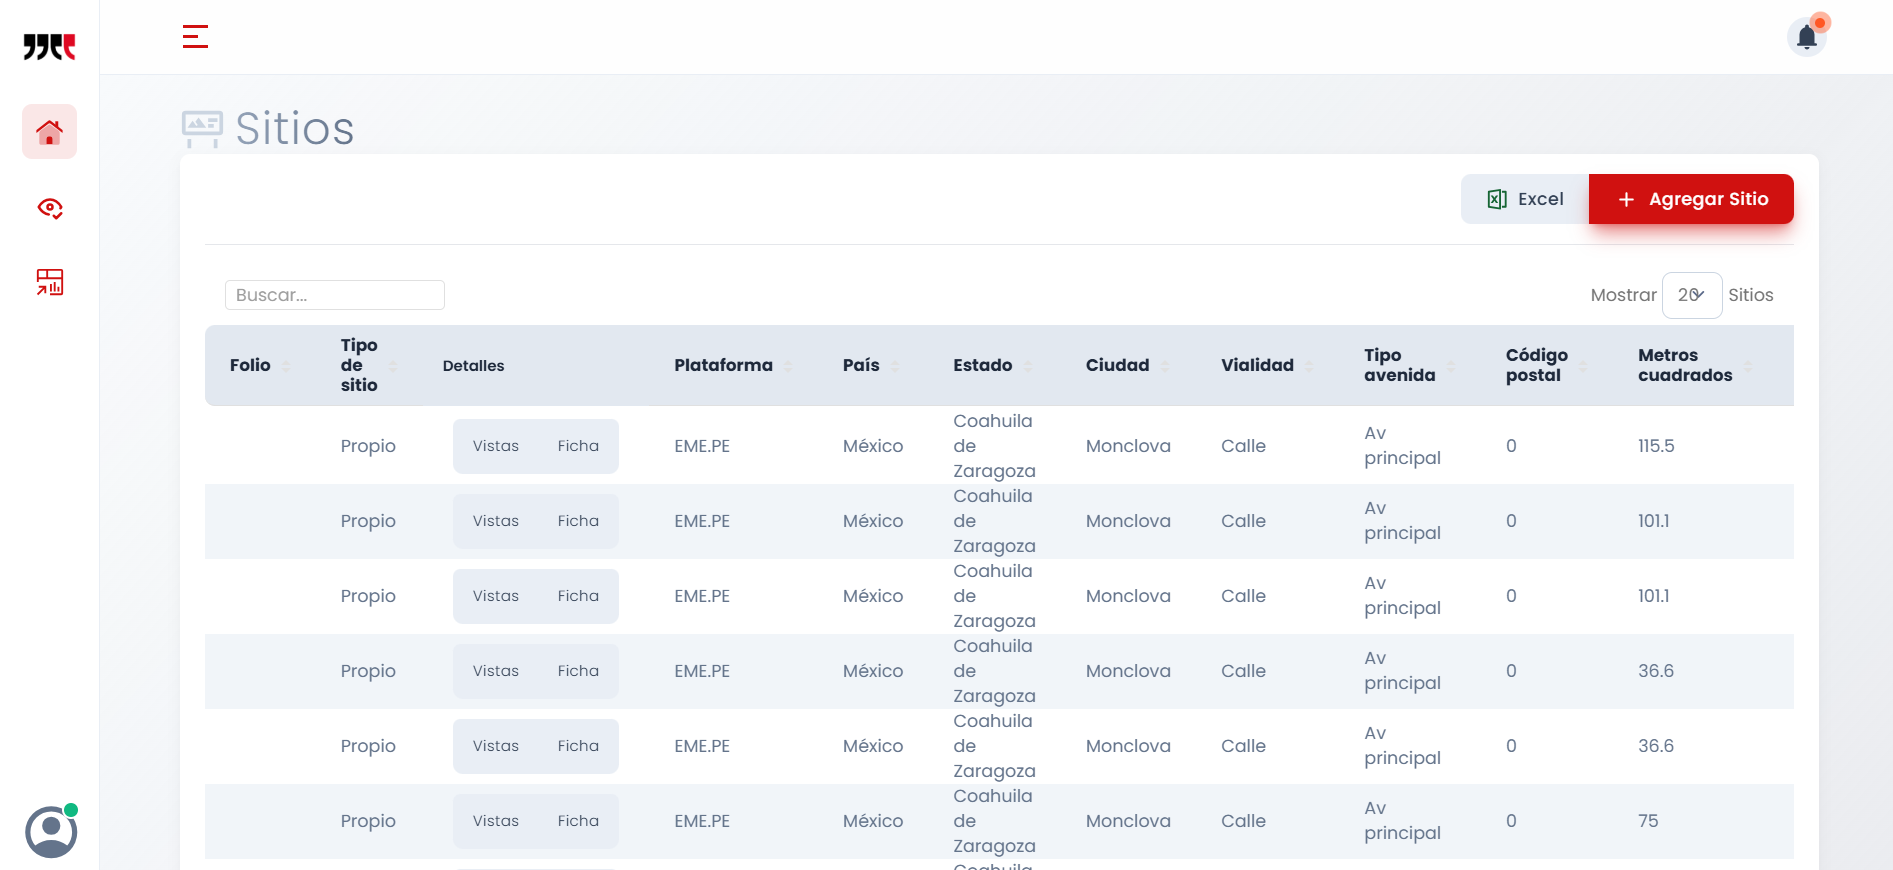 Sitios
Excel
Agregar Sitio
Buscar...
Mostrar 20 Sitios
Folio Tipo de sitio Detalles Plataforma País Estado Ciudad Vialidad Tipo avenida Código postal Metros cuadrados
Propio Vistas Ficha EME.PE México Coahuila de Zaragoza Monclova Calle Av principal 0 115.5
Propio Vistas Ficha EME.PE México Coahuila de Zaragoza Monclova Calle Av principal 0 101.1
Propio Vistas Ficha EME.PE México Coahuila de Zaragoza Monclova Calle Av principal 0 101.1
Propio Vistas Ficha EME.PE México Coahuila de Zaragoza Monclova Calle Av principal 0 36.6
Propio Vistas Ficha EME.PE México Coahuila de Zaragoza Monclova Calle Av principal 0 36.6
Propio Vistas Ficha EME.PE México Coahuila de Zaragoza Monclova Calle Av principal 0 75